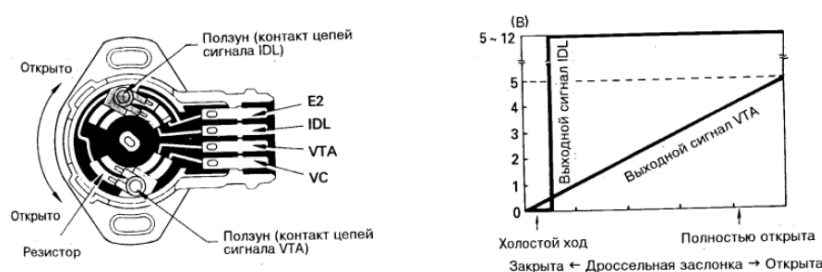 Ползун (контакт цепей
сигнала IDL)
Открыто
E2
IDL
VTA
VC
Открыто
Резистор
Ползун (контакт цепей
сигнала VTA)
(В)
5 ~ 12
5
4
3
2
1
0
Выходной сигнал IDL
Выходной сигнал VTA
Холостой ход
Полностью открыта
Закрыта ← Дроссельная заслонка → Открыта